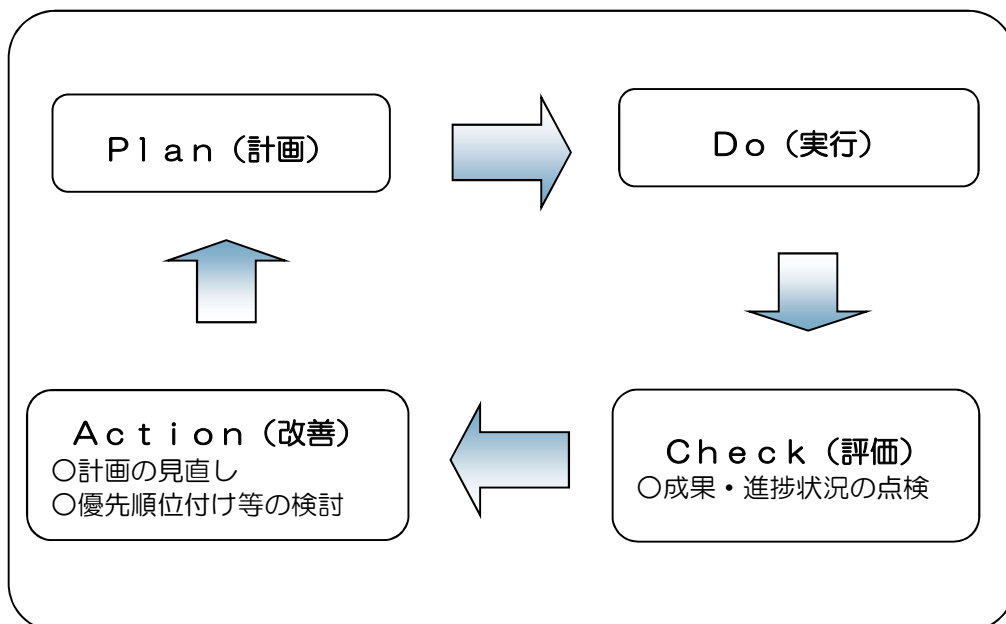 Plan（計画）
Do（実行）
Action（改善）
○計画の見直し
○優先順位付け等の検討
Check（評価）
○成果・進捗状況の点検